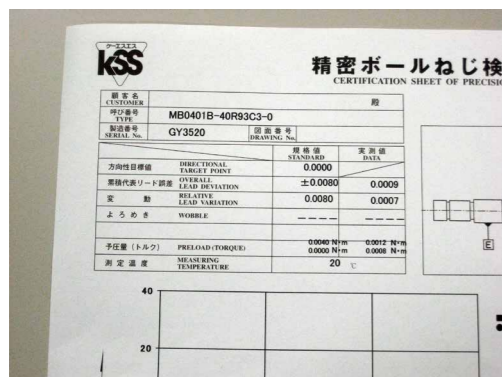 ケーエスエス
KSS
精密ボールねじ検
CERTIFICATION SHEET OF PRECISI
顧客名 殿
CUSTOMER
呼び番号 MB0401B-40R93C3-0
TYPE
製造番号 GY3520 図面番号
SERIAL No. DRAWING No.
規格値 実測値
STANDARD DATA
方向性目標値 DIRECTIONAL TARGET POINT 0.0000
累積代表リード誤差 OVERALL LEAD DEVIATION ±0.0080 0.0009
変動 RELATIVE LEAD VARIATION 0.0080 0.0007
よろめき WOBBLE ---- ----
予圧量(トルク) PRELOAD (TORQUE) 0.0040 N・m 0.0012 N・m
0.0000 N・m 0.0008 N・m
測定温度 MEASURING TEMPERATURE 20 ℃
E
40
20